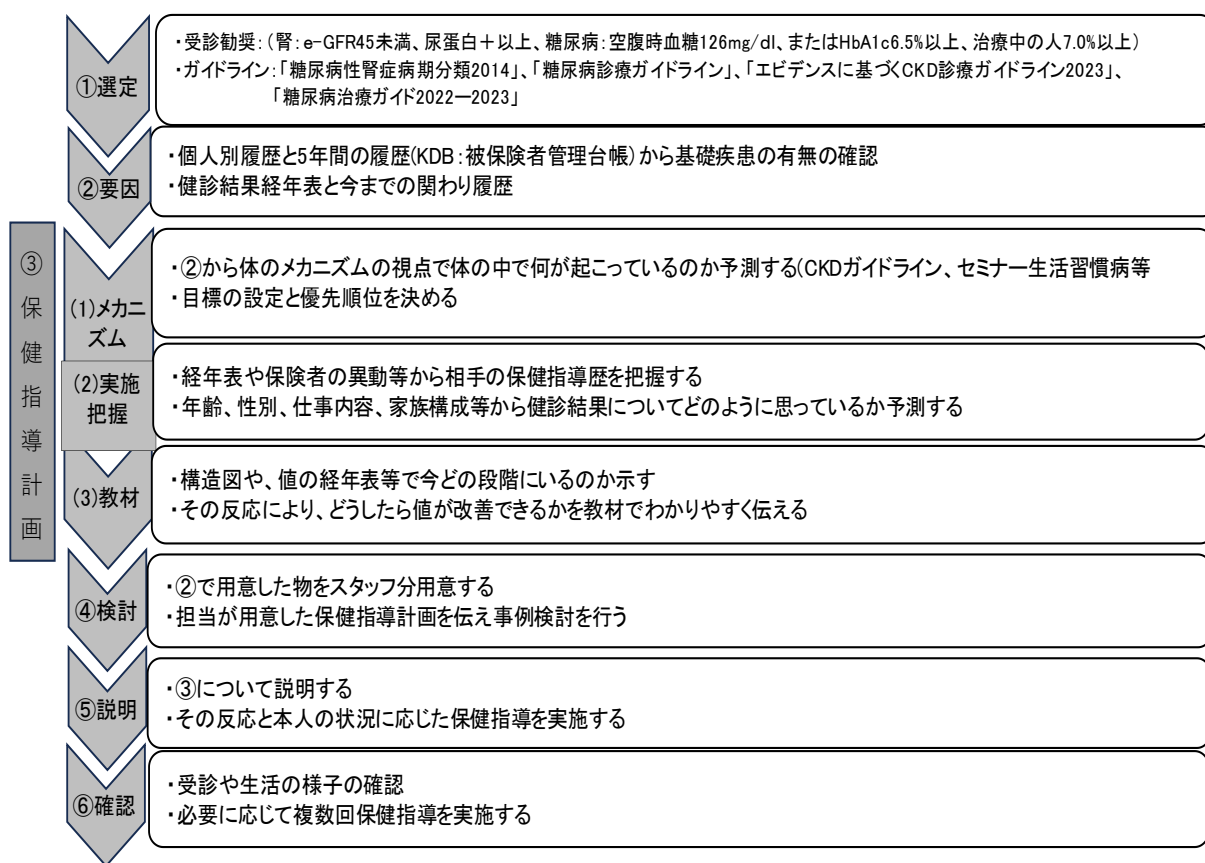 ①選定
・受診勧奨：（腎：e-GFR45未満、尿蛋白＋以上、糖尿病：空腹時血糖126mg/dl、またはHbA1c6.5%以上、治療中の人7.0%以上）
・ガイドライン：「糖尿病性腎症病期分類2014」、「糖尿病診療ガイドライン」、「エビデンスに基づくCKD診療ガイドライン2023」、
「糖尿病治療ガイド2022ー2023」
②要因
・個人別履歴と5年間の履歴(KDB：被保険者管理台帳）から基礎疾患の有無の確認
・健診結果経年表と今までの関わり履歴
③
保
健
指
導
計
画
(1)メカニ
ズム
・②から体のメカニズムの視点で体の中で何が起こっているのか予測する(CKDガイドライン、セミナー生活習慣病等
・目標の設定と優先順位を決める
(2)実施
把握
・経年表や保険者の異動等から相手の保健指導歴を把握する
・年齢、性別、仕事内容、家族構成等から健診結果についてどのように思っているか予測する
(3)教材
・構造図や、値の経年表等で今どの段階にいるのか示す
・その反応により、どうしたら値が改善できるかを教材でわかりやすく伝える
④検討
・②で用意した物をスタッフ分用意する
・担当が用意した保健指導計画を伝え事例検討を行う
⑤説明
・③について説明する
・その反応と本人の状況に応じた保健指導を実施する
⑥確認
・受診や生活の様子の確認
・必要に応じて複数回保健指導を実施する